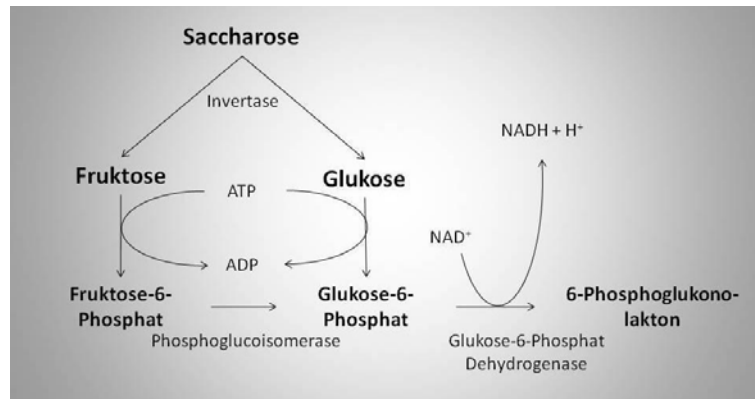 Saccharose
Invertase
NADH + H⁺
Fruktose
ATP
Glukose
NAD⁺
ADP
Fruktose-6-
Phosphat
Glukose-6-
Phosphat
6-Phosphoglukono-
lakton
Phosphoglucoisomerase
Glukose-6-Phosphat
Dehydrogenase